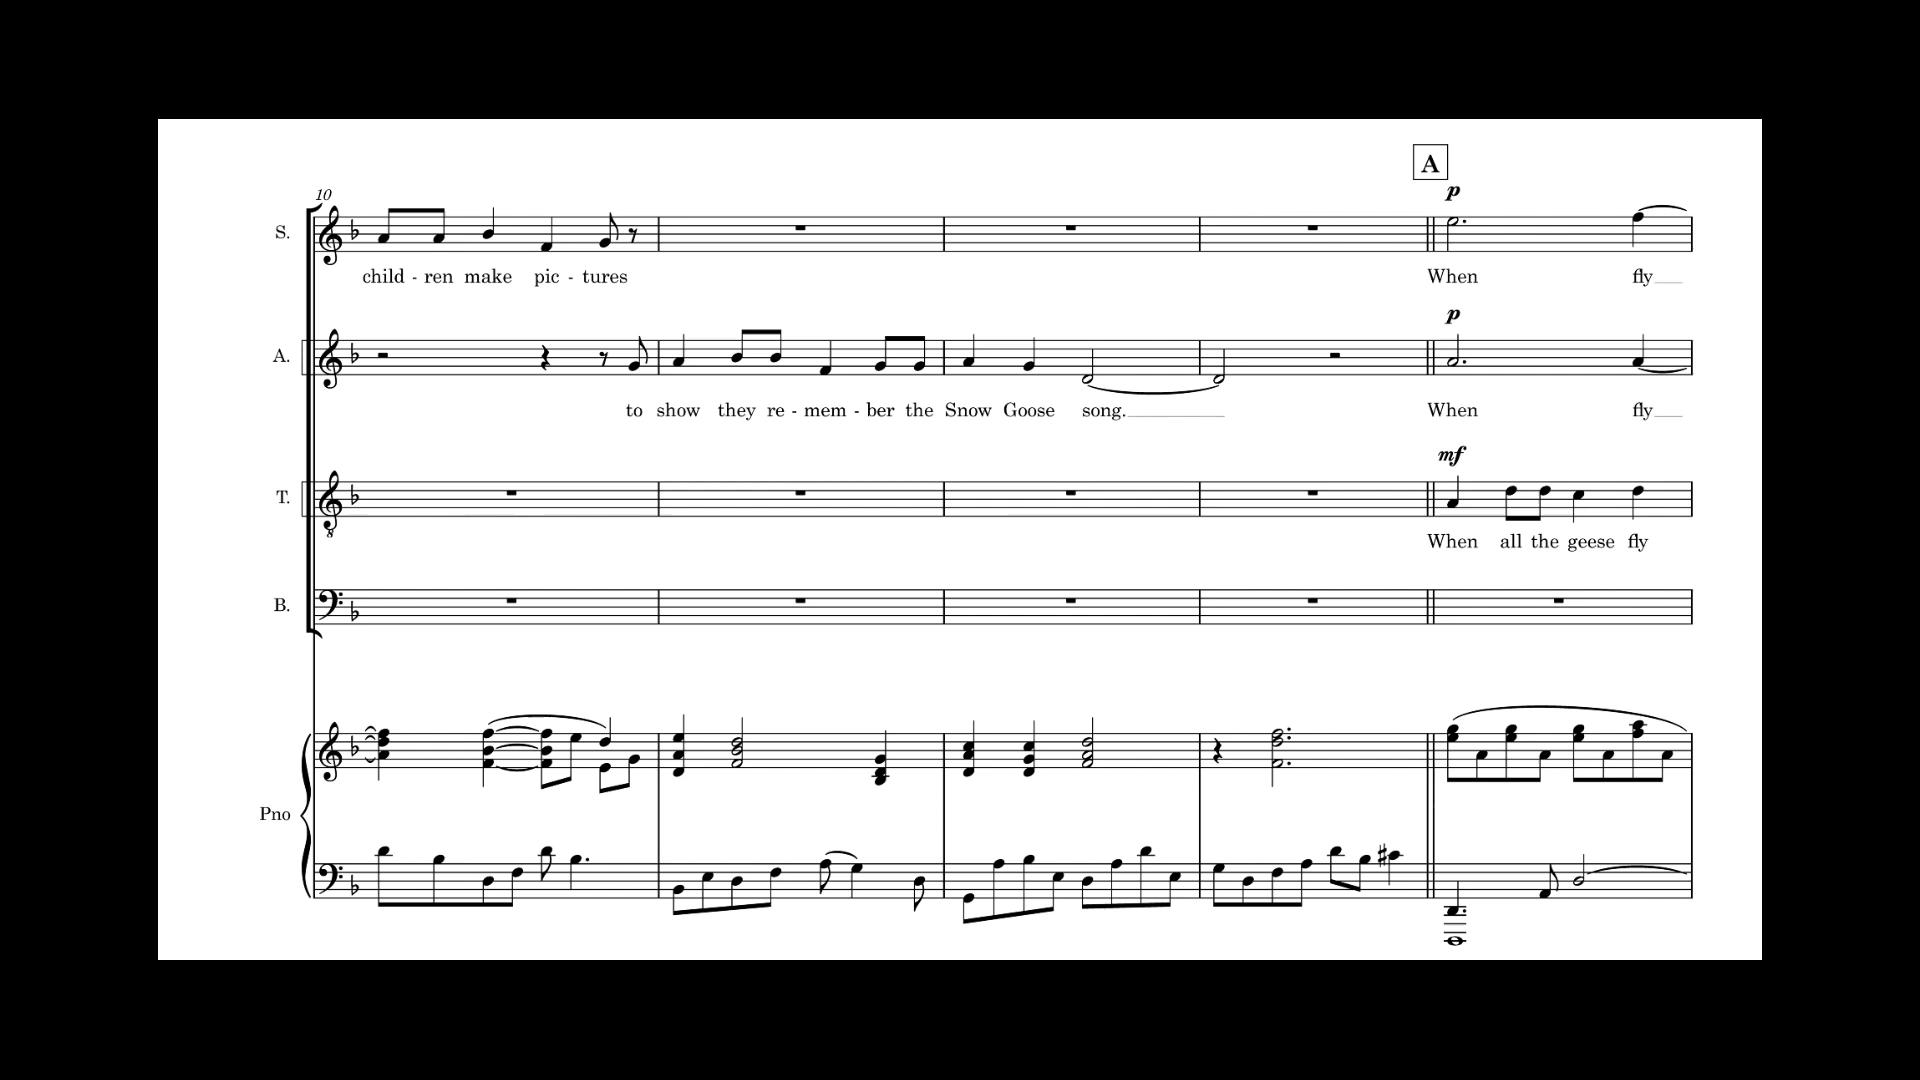 A
10
p
S.
child - ren make pic - tures When fly
p
A.
to show they re - mem - ber the Snow Goose song. When fly
mf
T.
When all the geese fly
B.
Pno